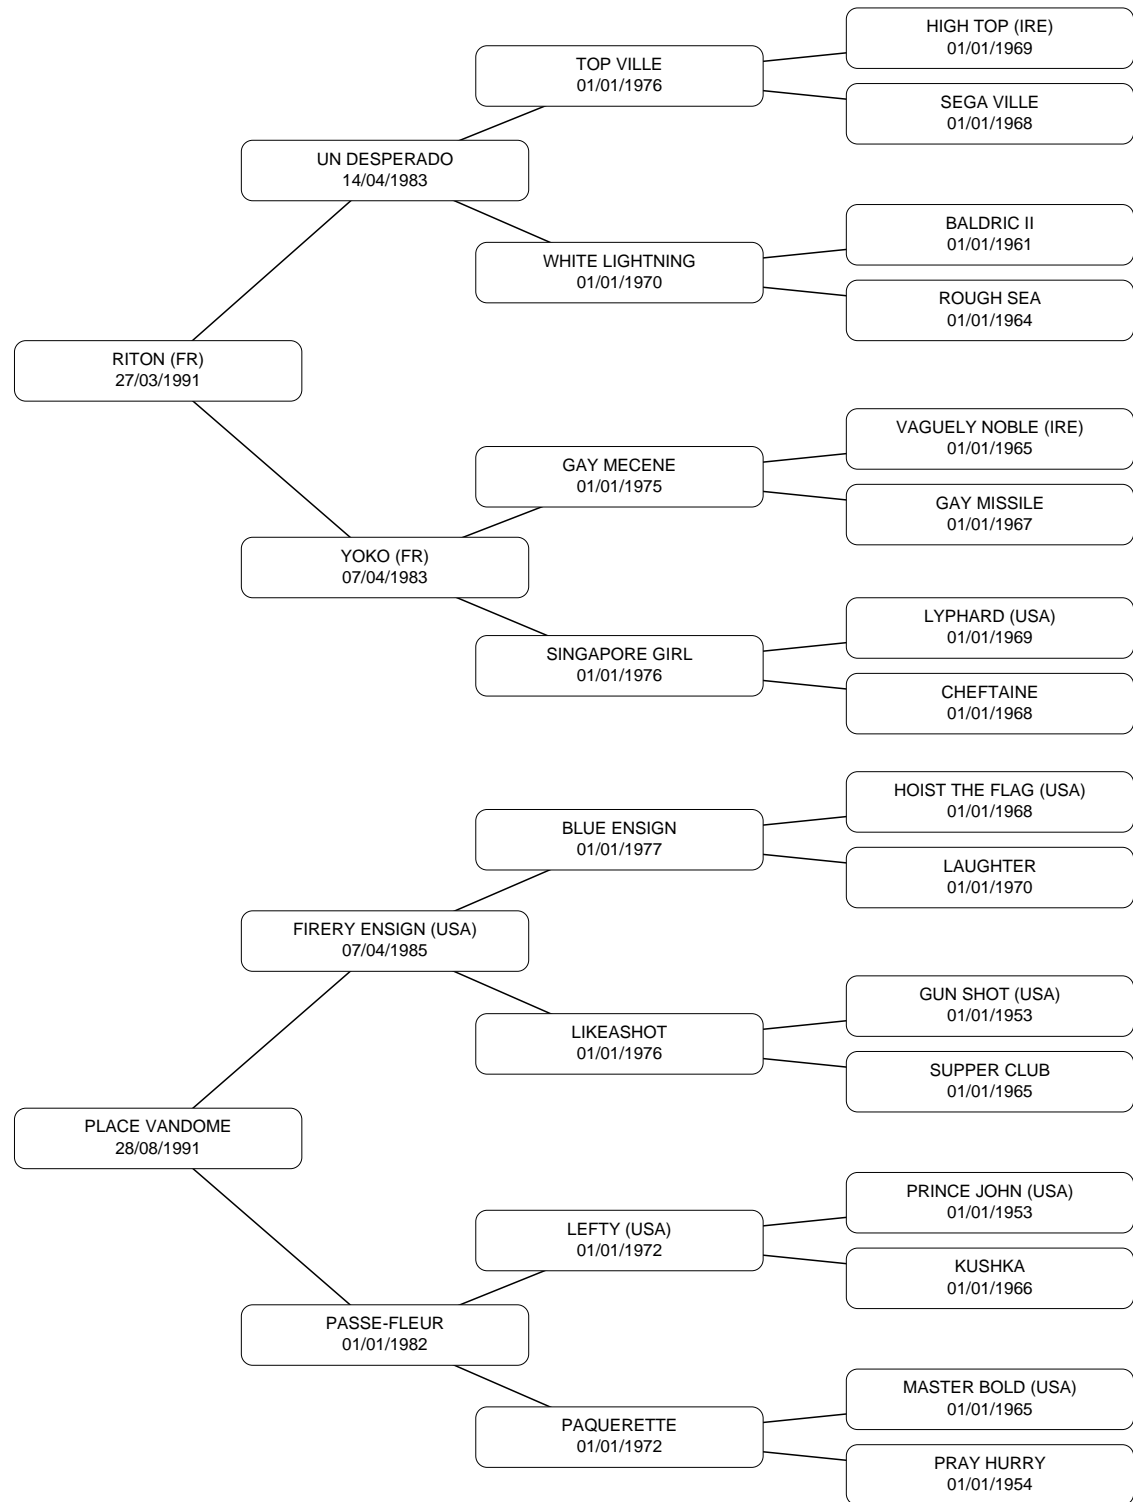 HIGH TOP (IRE)
01/01/1969
TOP VILLE
01/01/1976
SEGA VILLE
01/01/1968
UN DESPERADO
14/04/1983
BALDRIC II
01/01/1961
WHITE LIGHTNING
01/01/1970
ROUGH SEA
01/01/1964
RITON (FR)
27/03/1991
VAGUELY NOBLE (IRE)
01/01/1965
GAY MECENE
01/01/1975
GAY MISSILE
01/01/1967
YOKO (FR)
07/04/1983
LYPHARD (USA)
01/01/1969
SINGAPORE GIRL
01/01/1976
CHEFTAINE
01/01/1968
HOIST THE FLAG (USA)
01/01/1968
BLUE ENSIGN
01/01/1977
LAUGHTER
01/01/1970
FIRERY ENSIGN (USA)
07/04/1985
GUN SHOT (USA)
01/01/1953
LIKEASHOT
01/01/1976
SUPPER CLUB
01/01/1965
PLACE VANDOME
28/08/1991
PRINCE JOHN (USA)
01/01/1953
LEFTY (USA)
01/01/1972
KUSHKA
01/01/1966
PASSE-FLEUR
01/01/1982
MASTER BOLD (USA)
01/01/1965
PAQUERETTE
01/01/1972
PRAY HURRY
01/01/1954